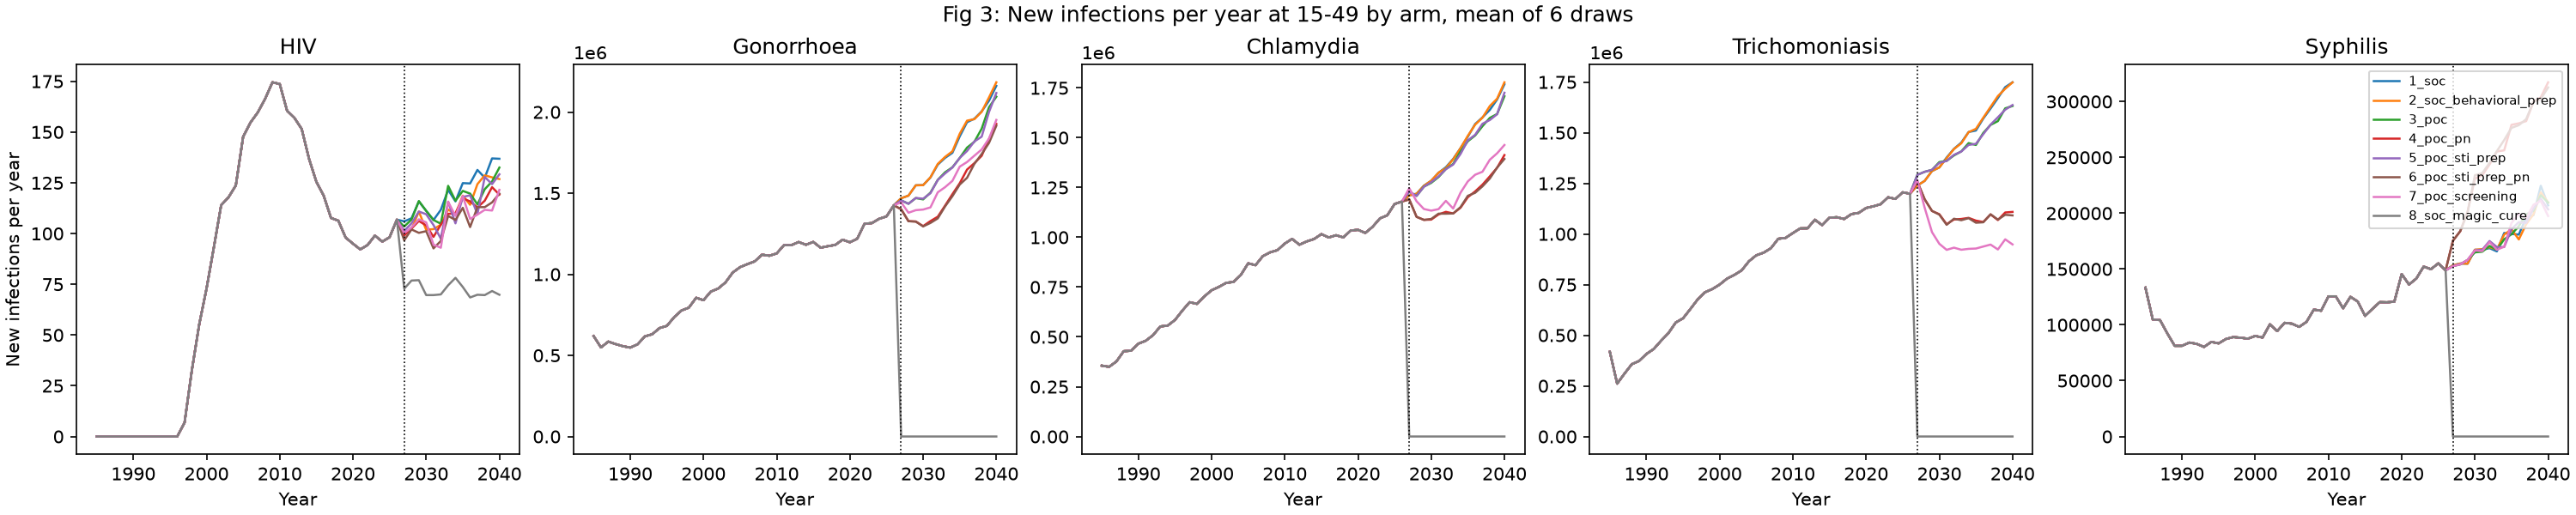 Fig 3: New infections per year at 15-49 by arm, mean of 6 draws
HIV
New infections per year
175
150
125
100
75
50
25
0
1990 2000 2010 2020 2030 2040
Year
Gonorrhoea
1e6
2.0
1.5
1.0
0.5
0.0
1990 2000 2010 2020 2030 2040
Year
Chlamydia
1e6
1.75
1.50
1.25
1.00
0.75
0.50
0.25
0.00
1990 2000 2010 2020 2030 2040
Year
Trichomoniasis
1e6
1.75
1.50
1.25
1.00
0.75
0.50
0.25
0.00
1990 2000 2010 2020 2030 2040
Year
Syphilis
300000
250000
200000
150000
100000
50000
0
1_soc
2_soc_behavioral_prep
3_poc
4_poc_pn
5_poc_sti_prep
6_poc_sti_prep_pn
7_poc_screening
8_soc_magic_cure
1990 2000 2010 2020 2030 2040
Year